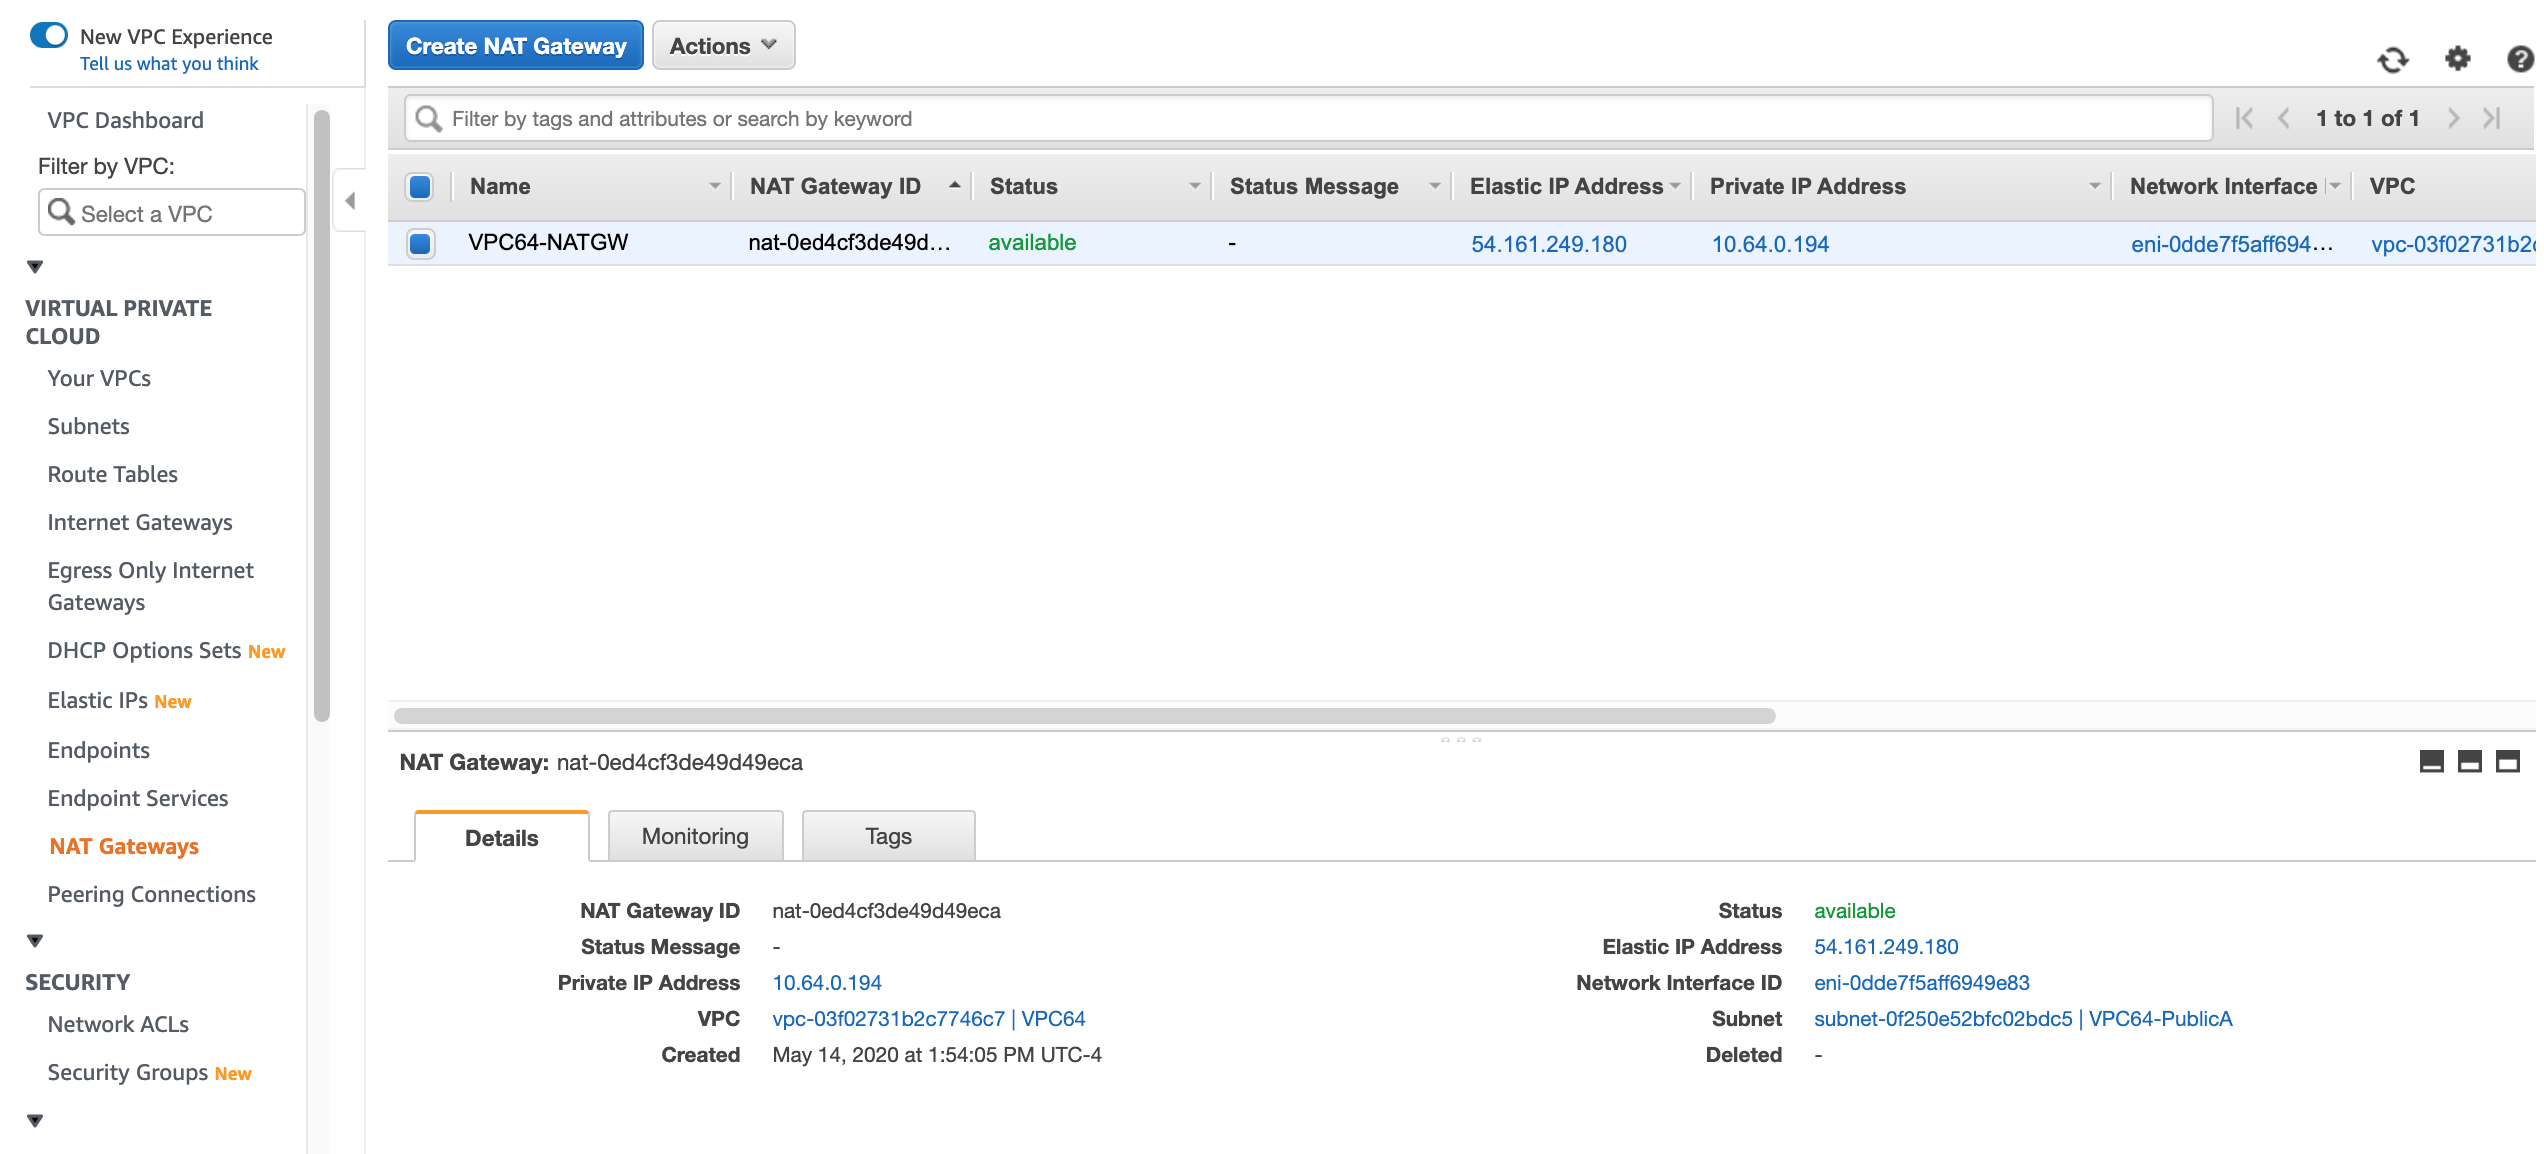 New VPC Experience
Tell us what you think
VPC Dashboard
Filter by VPC:
Select a VPC
VIRTUAL PRIVATE
CLOUD
Your VPCs
Subnets
Route Tables
Internet Gateways
Egress Only Internet
Gateways
DHCP Options Sets New
Elastic IPs New
Endpoints
Endpoint Services
NAT Gateways
Peering Connections
SECURITY
Network ACLs
Security Groups New
Create NAT Gateway Actions
Filter by tags and attributes or search by keyword 1 to 1 of 1
Name NAT Gateway ID Status Status Message Elastic IP Address Private IP Address Network Interface VPC
VPC64-NATGW nat-0ed4cf3de49d... available - 54.161.249.180 10.64.0.194 eni-0dde7f5aff694... vpc-03f02731b2
NAT Gateway: nat-0ed4cf3de49d49eca
Details Monitoring Tags
NAT Gateway ID nat-0ed4cf3de49d49eca Status available
Status Message - Elastic IP Address 54.161.249.180
Private IP Address 10.64.0.194 Network Interface ID eni-0dde7f5aff6949e83
VPC vpc-03f02731b2c7746c7 | VPC64 Subnet subnet-0f250e52bfc02bdc5 | VPC64-PublicA
Created May 14, 2020 at 1:54:05 PM UTC-4 Deleted -